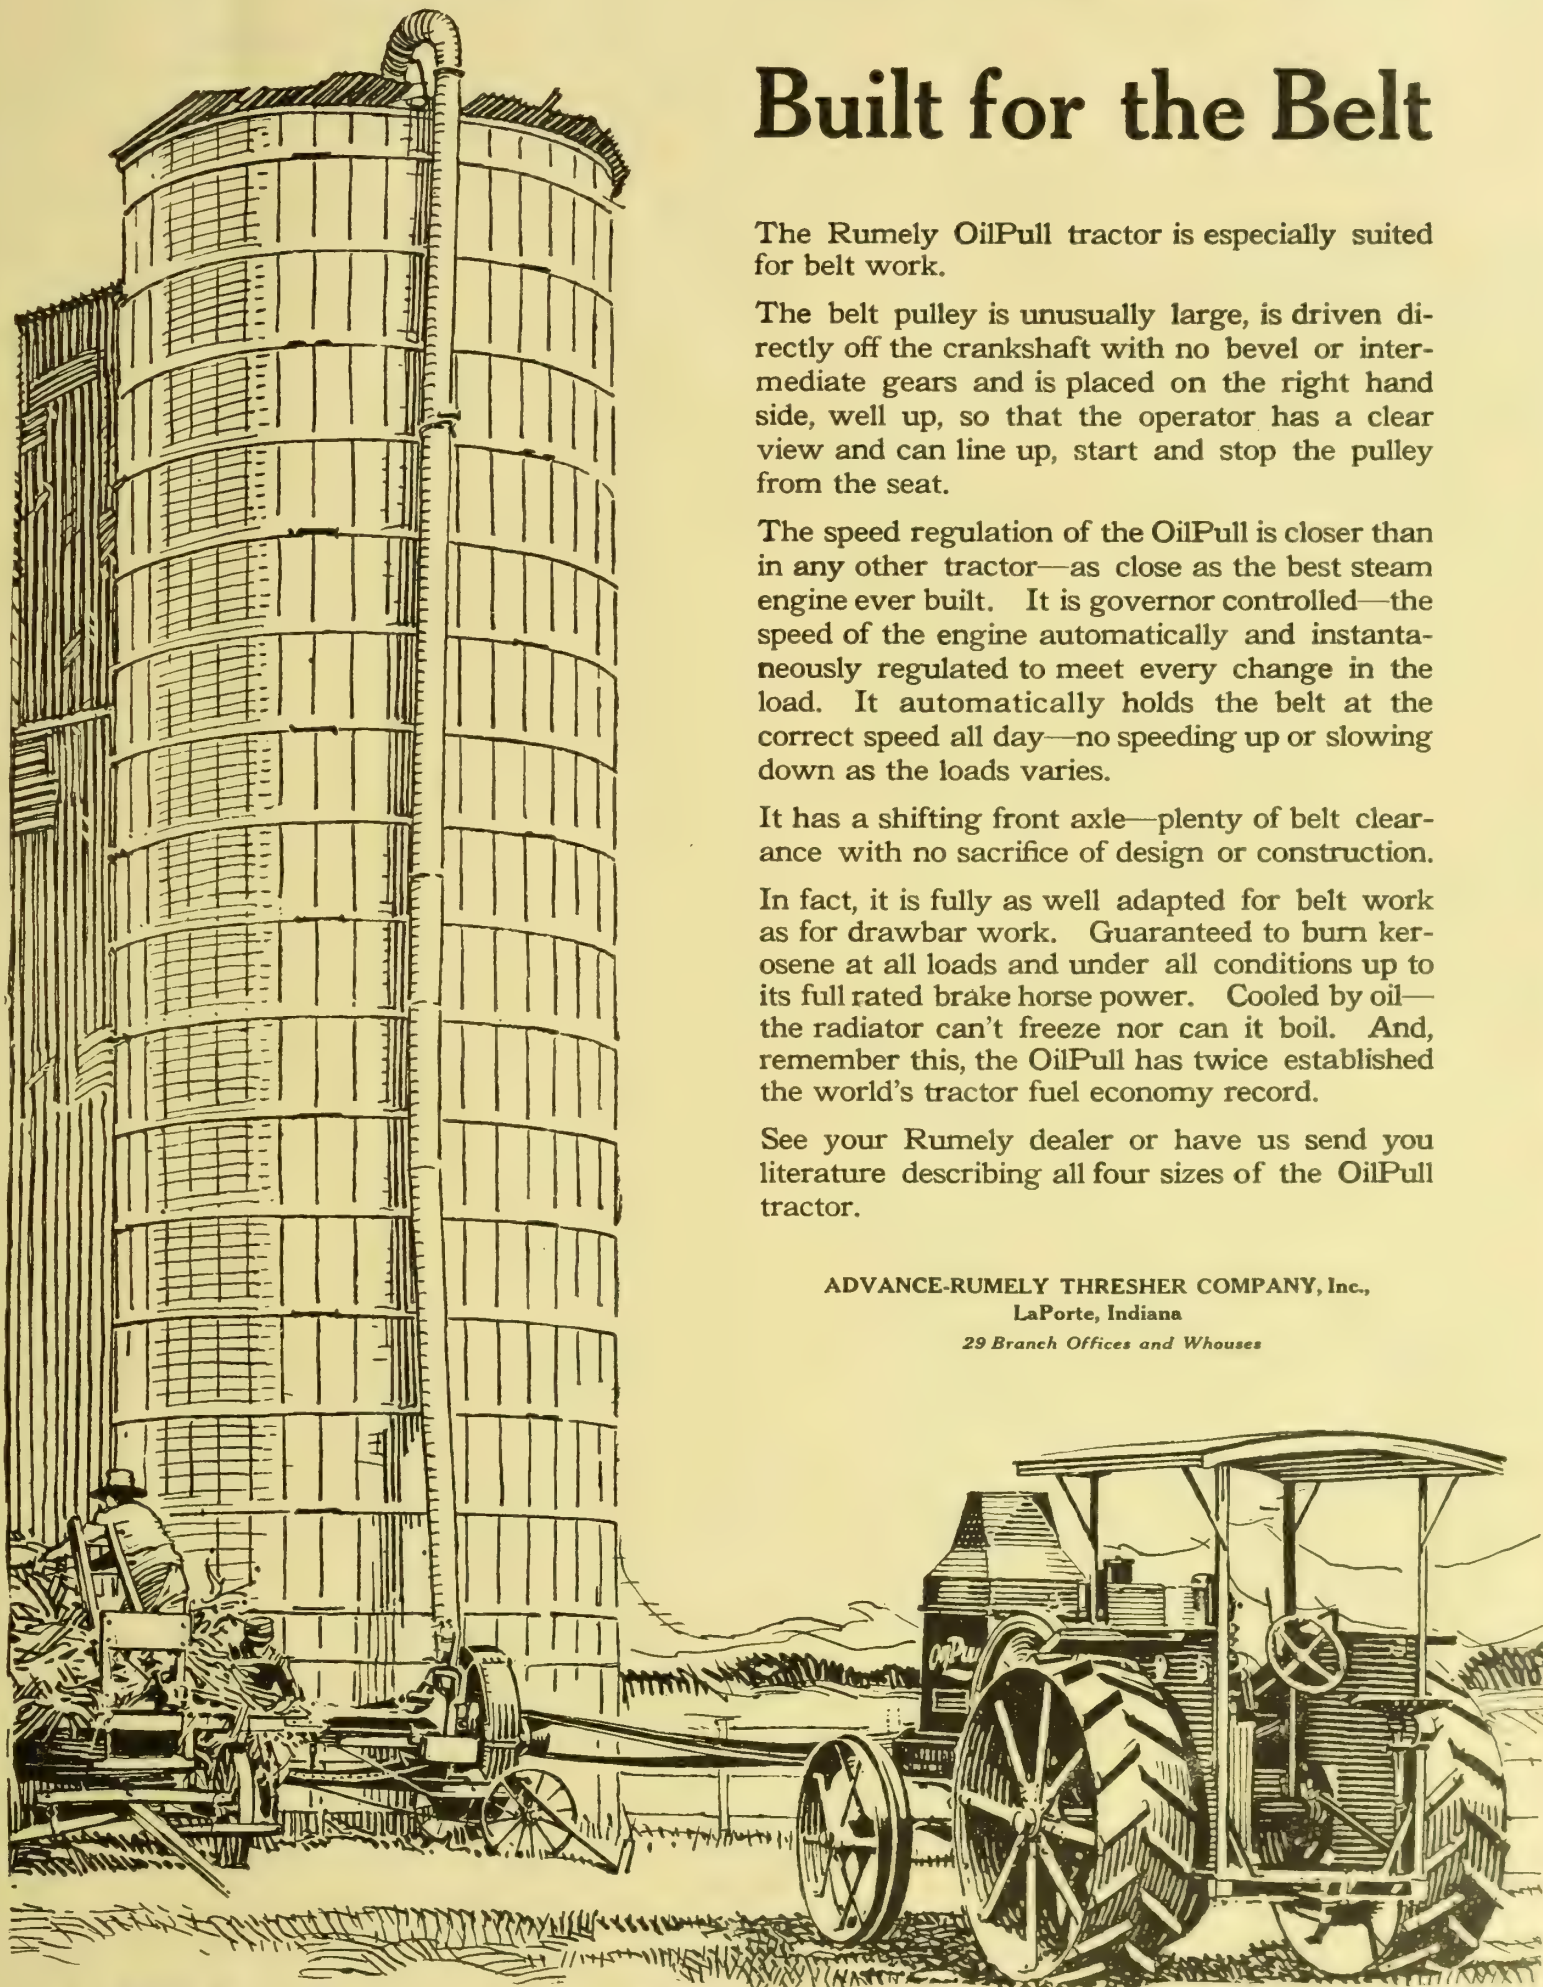 Built for the Belt
The Rumely OilPull tractor is especially suited
for belt work.
The belt pulley is unusually large, is driven di-
rectly off the crankshaft with no bevel or inter-
mediate gears and is placed on the right hand
side, well up, so that the operator has a clear
view and can line up, start and stop the pulley
from the seat.
The speed regulation of the OilPull is closer than
in any other tractor—as close as the best steam
engine ever built. It is governor controlled—the
speed of the engine automatically and instanta-
neously regulated to meet every change in the
load. It automatically holds the belt at the
correct speed all day—no speeding up or slowing
down as the loads varies.
It has a shifting front axle—plenty of belt clear-
ance with no sacrifice of design or construction.
In fact, it is fully as well adapted for belt work
as for drawbar work. Guaranteed to burn ker-
osene at all loads and under all conditions up to
its full rated brake horse power. Cooled by oil—
the radiator can't freeze nor can it boil. And,
remember this, the OilPull has twice established
the world's tractor fuel economy record.
See your Rumely dealer or have us send you
literature describing all four sizes of the OilPull
tractor.
ADVANCE-RUMELY THRESHER COMPANY, Inc.,
LaPorte, Indiana
29 Branch Offices and Whouses